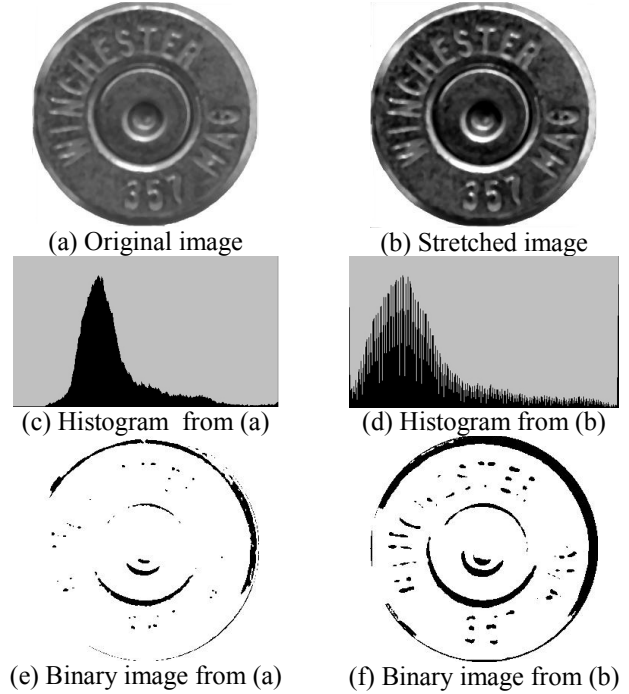 WINCHESTER
357 MAG
WINCHESTER
357 MAG
(a) Original image
(b) Stretched image
(c) Histogram from (a)
(d) Histogram from (b)
(e) Binary image from (a)
(f) Binary image from (b)